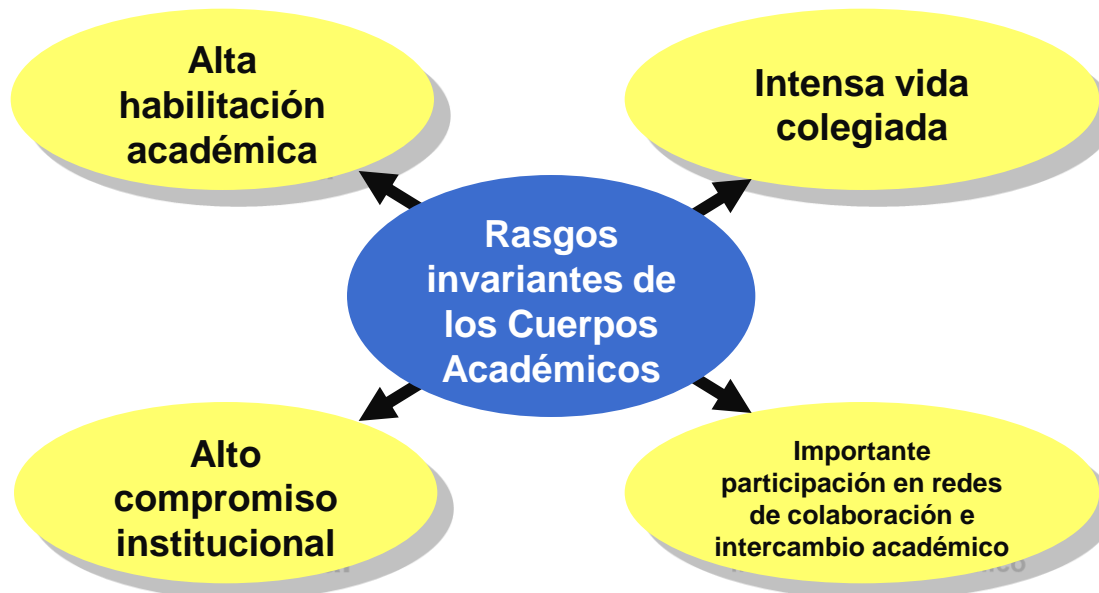 Alta
habilitación
académica
Intensa vida
colegiada
Rasgos
invariantes de
los Cuerpos
Académicos
Alto
compromiso
institucional
Importante
participación en redes
de colaboración e
intercambio académico